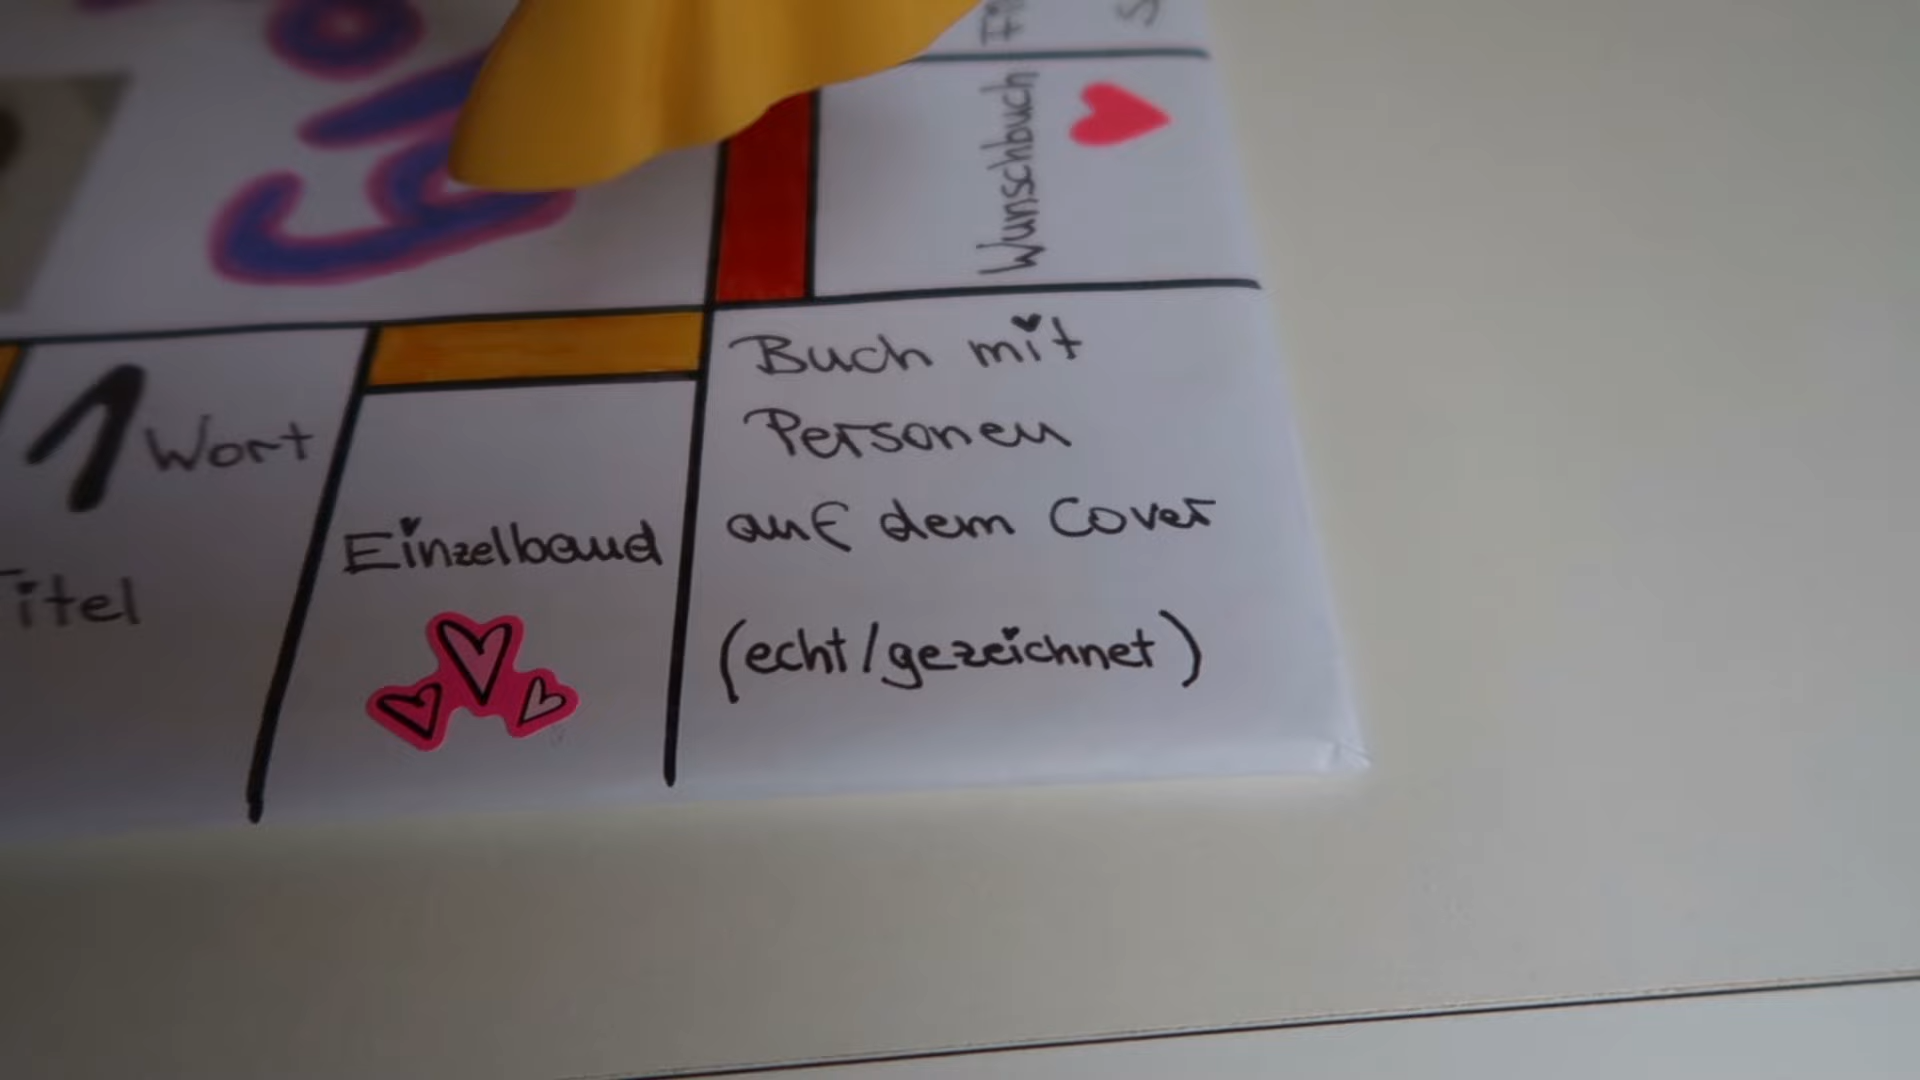 Wunschbuch
1 Wort
Titel
Einzelband
Buch mit
Personen
auf dem Cover
(echt/gezeichnet)